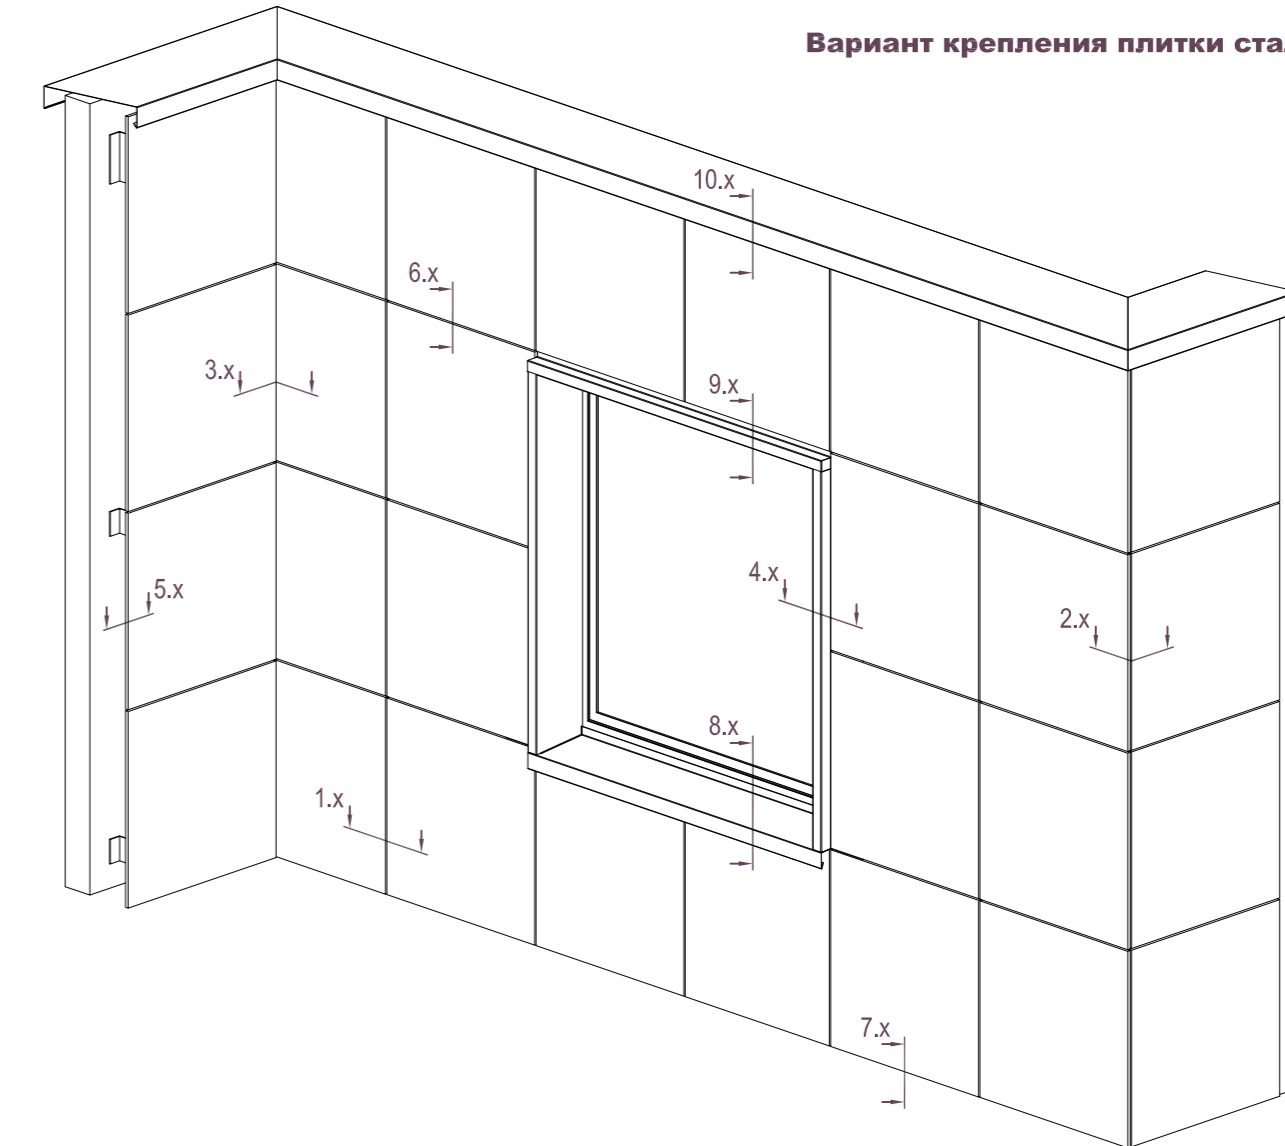 Вариант крепления плитки ста
10.x
6.x
3.x
9.x
5.x
4.x
2.x
8.x
1.x
7.x